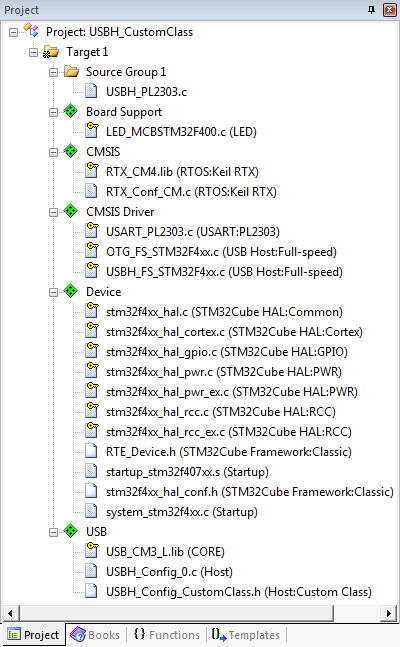 Project
Project: USBH_CustomClass
Target 1
Source Group 1
USBH_PL2303.c
Board Support
LED_MCBSTM32F400.c (LED)
CMSIS
RTX_CM4.lib (RTOS:Keil RTX)
RTX_Conf_CM.c (RTOS:Keil RTX)
CMSIS Driver
USART_PL2303.c (USART:PL2303)
OTG_FS_STM32F4xx.c (USB Host:Full-speed)
USBH_FS_STM32F4xx.c (USB Host:Full-speed)
Device
stm32f4xx_hal.c (STM32Cube HAL:Common)
stm32f4xx_hal_cortex.c (STM32Cube HAL:Cortex)
stm32f4xx_hal_gpio.c (STM32Cube HAL:GPIO)
stm32f4xx_hal_pwr.c (STM32Cube HAL:PWR)
stm32f4xx_hal_pwr_ex.c (STM32Cube HAL:PWR)
stm32f4xx_hal_rcc.c (STM32Cube HAL:RCC)
stm32f4xx_hal_rcc_ex.c (STM32Cube HAL:RCC)
RTE_Device.h (STM32Cube Framework:Classic)
startup_stm32f407xx.s (Startup)
stm32f4xx_hal_conf.h (STM32Cube Framework:Classic)
system_stm32f4xx.c (Startup)
USB
USB_CM3_L.lib (CORE)
USBH_Config_0.c (Host)
USBH_Config_CustomClass.h (Host:Custom Class)
Project Books {} Functions 0 Templates